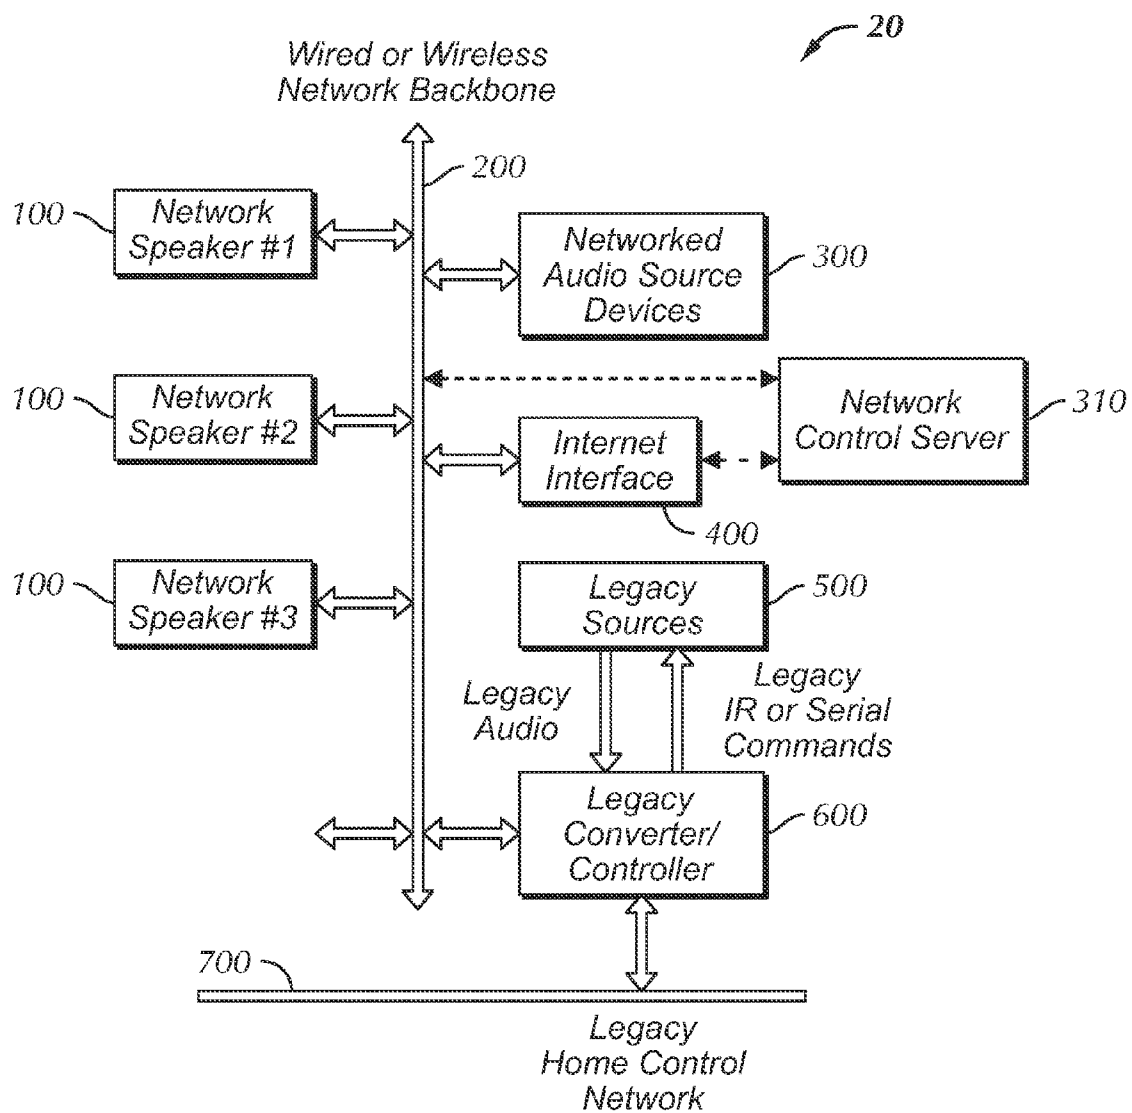 20
Wired or Wireless
Network Backbone
200
100
Network
Speaker #1
Networked
Audio Source
Devices
300
100
Network
Speaker #2
Network
Control Server
310
Internet
Interface
400
100
Network
Speaker #3
Legacy
Sources
500
Legacy
Audio
Legacy
IR or Serial
Commands
Legacy
Converter/
Controller
600
700
Legacy
Home Control
Network